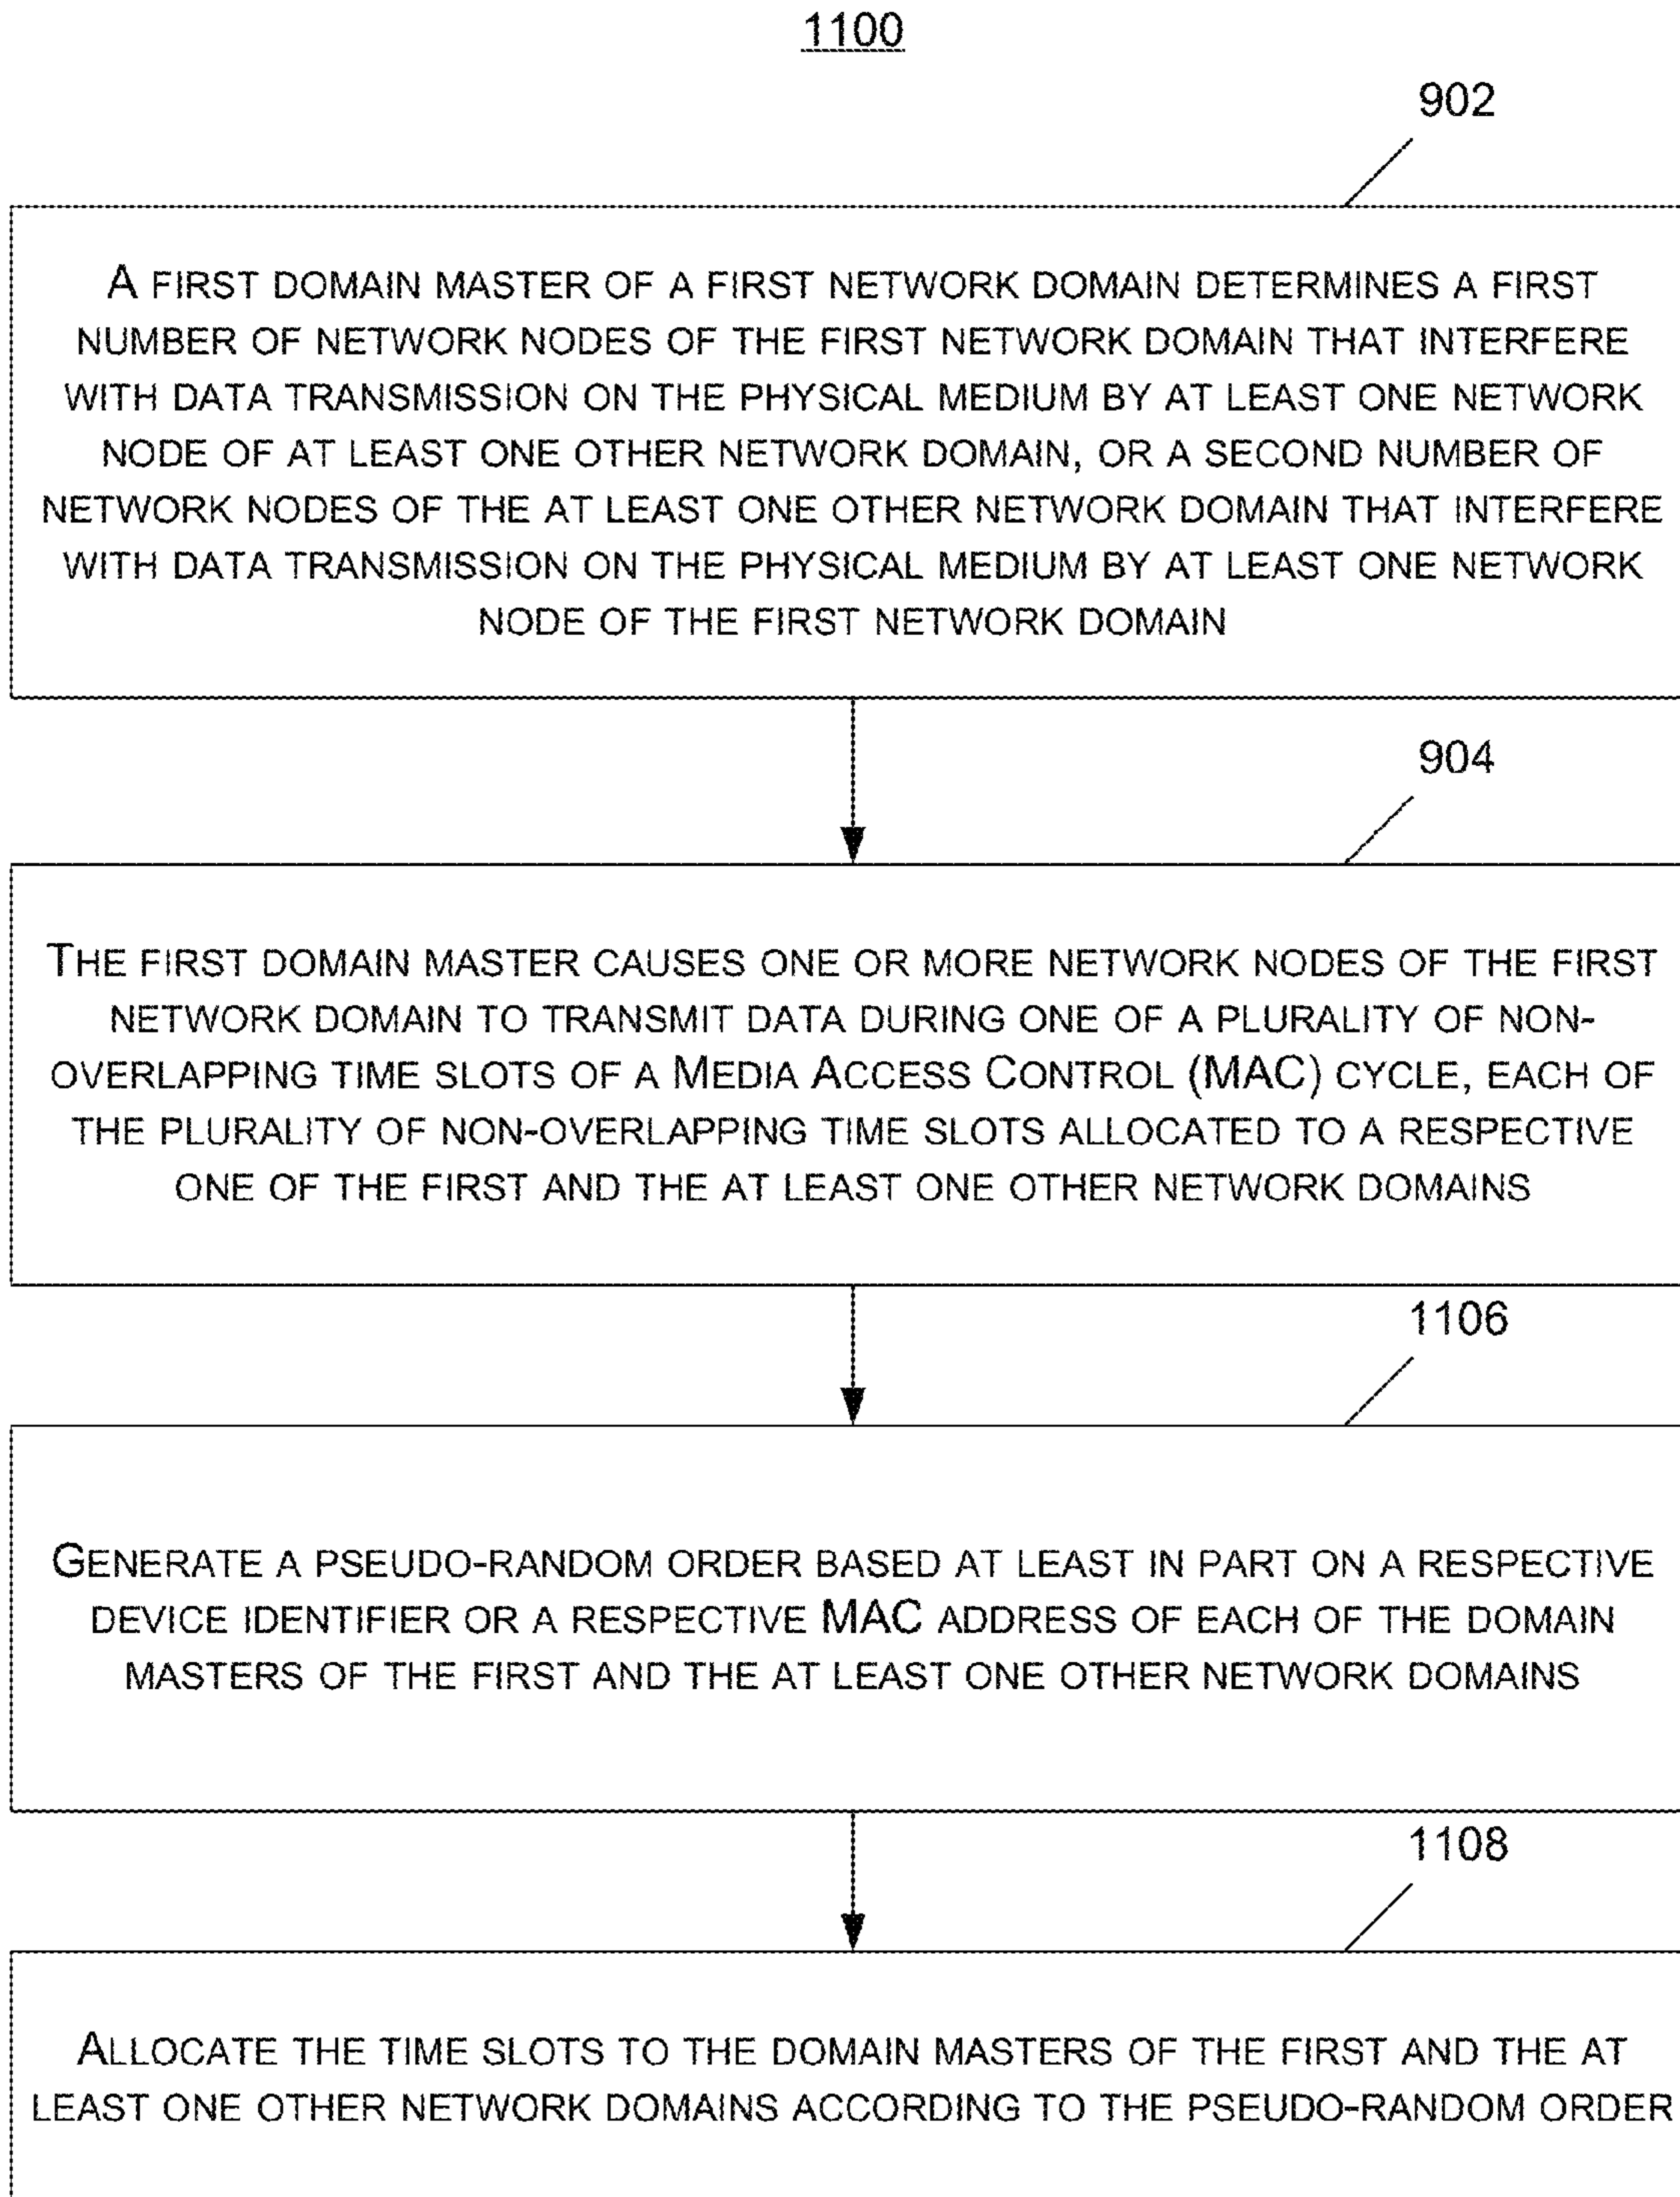 1100
902
A FIRST DOMAIN MASTER OF A FIRST NETWORK DOMAIN DETERMINES A FIRST
NUMBER OF NETWORK NODES OF THE FIRST NETWORK DOMAIN THAT INTERFERE
WITH DATA TRANSMISSION ON THE PHYSICAL MEDIUM BY AT LEAST ONE NETWORK
NODE OF AT LEAST ONE OTHER NETWORK DOMAIN, OR A SECOND NUMBER OF
NETWORK NODES OF THE AT LEAST ONE OTHER NETWORK DOMAIN THAT INTERFERE
WITH DATA TRANSMISSION ON THE PHYSICAL MEDIUM BY AT LEAST ONE NETWORK
NODE OF THE FIRST NETWORK DOMAIN
904
THE FIRST DOMAIN MASTER CAUSES ONE OR MORE NETWORK NODES OF THE FIRST
NETWORK DOMAIN TO TRANSMIT DATA DURING ONE OF A PLURALITY OF NON-
OVERLAPPING TIME SLOTS OF A MEDIA ACCESS CONTROL (MAC) CYCLE, EACH OF
THE PLURALITY OF NON-OVERLAPPING TIME SLOTS ALLOCATED TO A RESPECTIVE
ONE OF THE FIRST AND THE AT LEAST ONE OTHER NETWORK DOMAINS
1106
GENERATE A PSEUDO-RANDOM ORDER BASED AT LEAST IN PART ON A RESPECTIVE
DEVICE IDENTIFIER OR A RESPECTIVE MAC ADDRESS OF EACH OF THE DOMAIN
MASTERS OF THE FIRST AND THE AT LEAST ONE OTHER NETWORK DOMAINS
1108
ALLOCATE THE TIME SLOTS TO THE DOMAIN MASTERS OF THE FIRST AND THE AT
LEAST ONE OTHER NETWORK DOMAINS ACCORDING TO THE PSEUDO-RANDOM ORDER